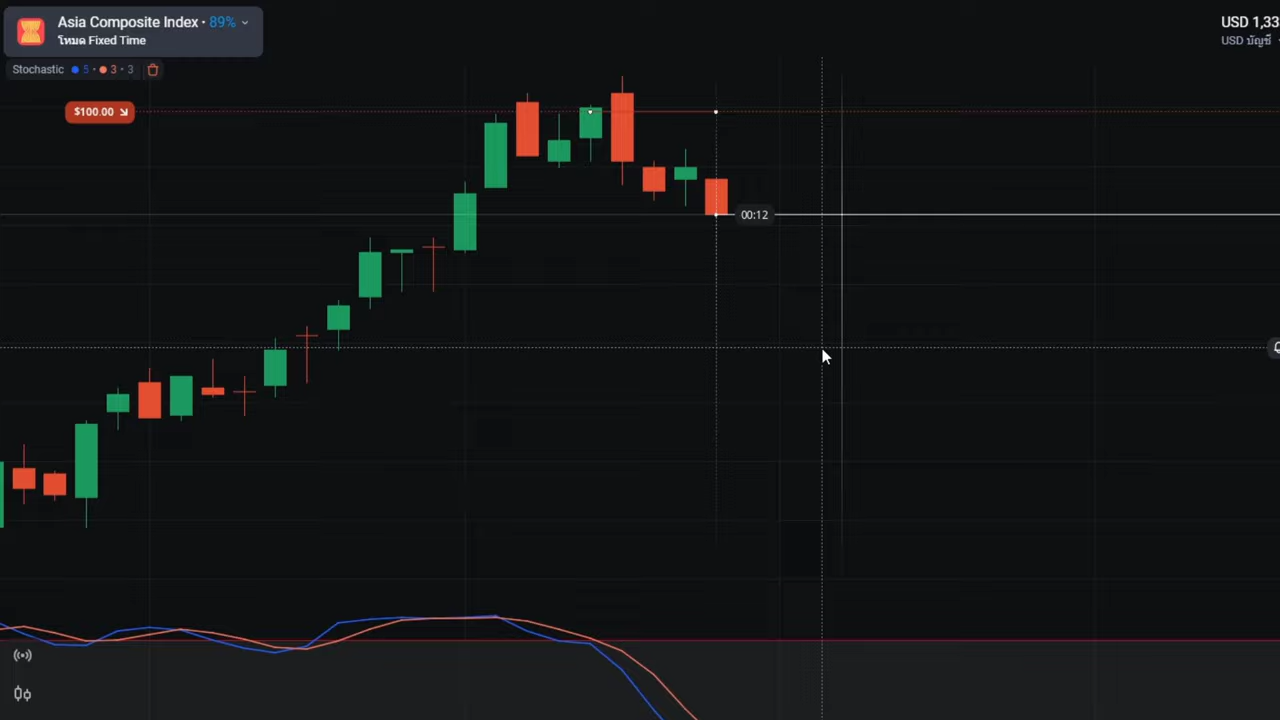 Asia Composite Index • 89%
โหมด Fixed Time
USD 1,33
USD บัญชี
Stochastic 5 • 3 • 3
$100.00
00:12